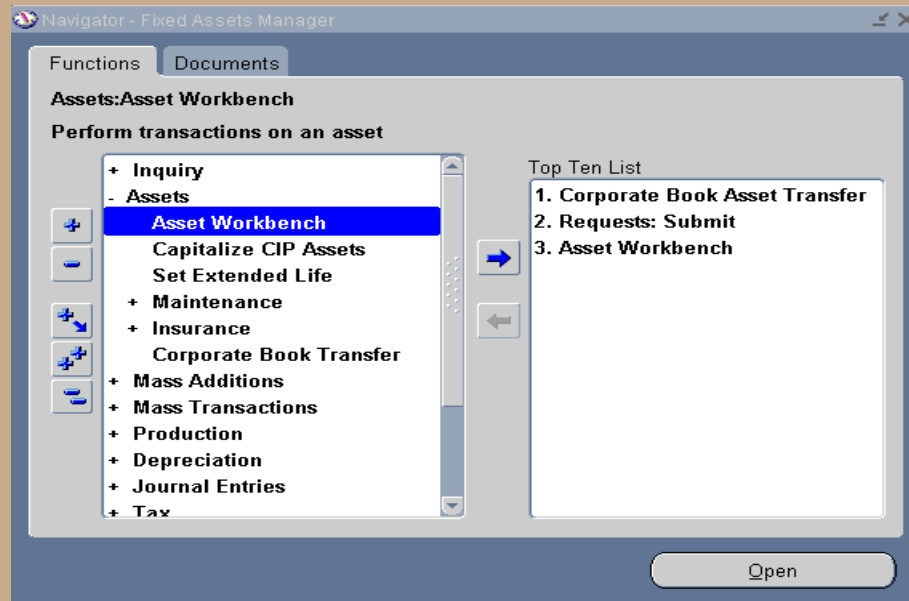 Navigator - Fixed Assets Manager
Functions Documents
Assets:Asset Workbench
Perform transactions on an asset
+ Inquiry
- Assets
Asset Workbench
Capitalize CIP Assets
Set Extended Life
+ Maintenance
+ Insurance
Corporate Book Transfer
+ Mass Additions
+ Mass Transactions
+ Production
+ Depreciation
+ Journal Entries
+ Tax
Top Ten List
1. Corporate Book Asset Transfer
2. Requests: Submit
3. Asset Workbench
Open